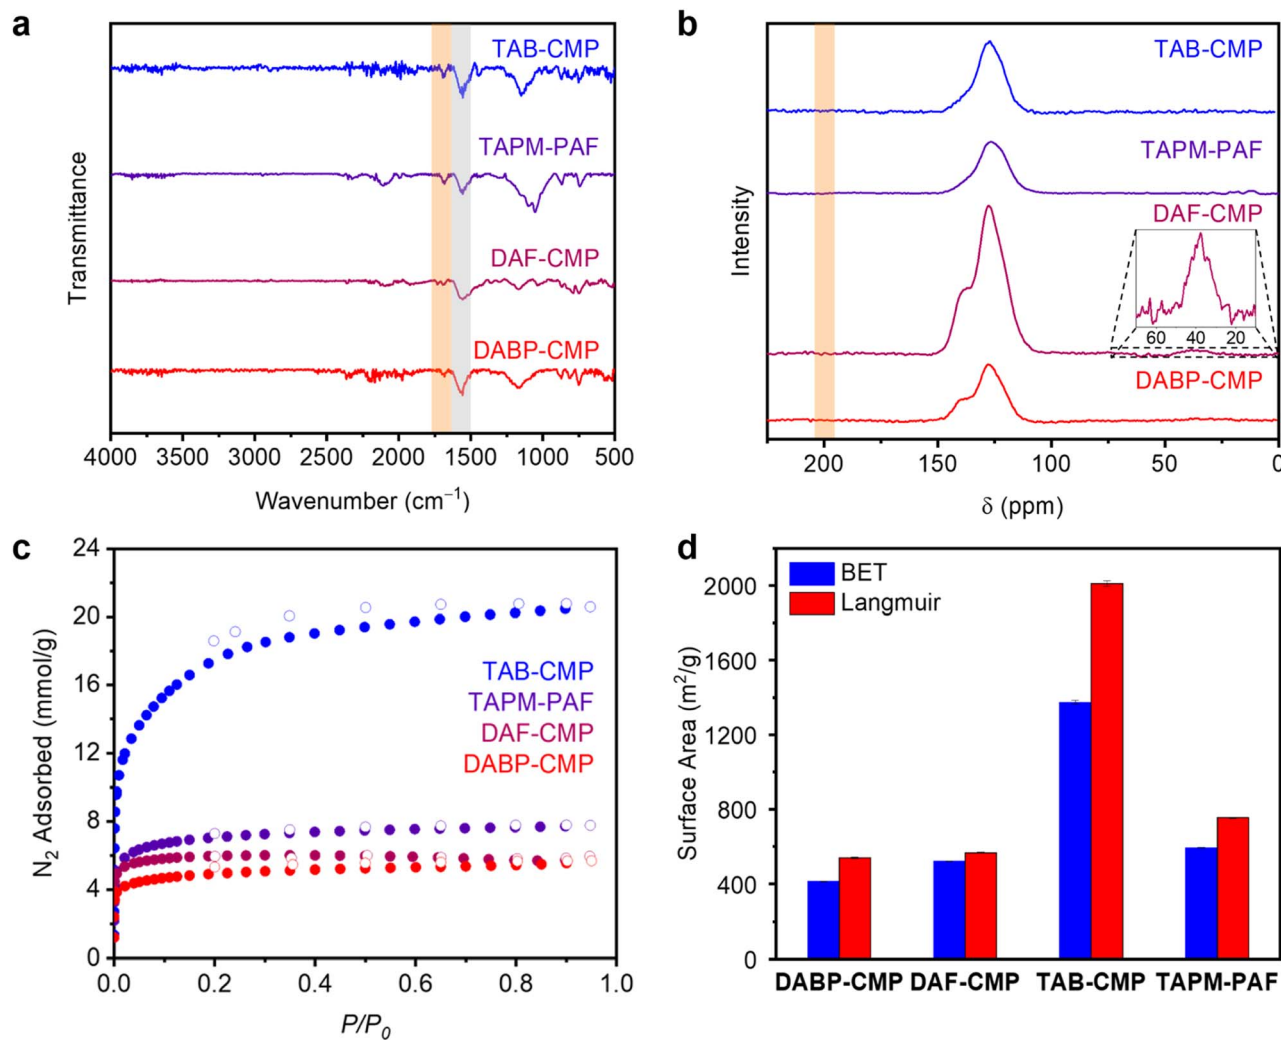 a
TAB-CMP
TAPM-PAF
DAF-CMP
DABP-CMP
Transmittance
4000 3500 3000 2500 2000 1500 1000 500
Wavenumber (cm⁻¹)
b
TAB-CMP
TAPM-PAF
DAF-CMP
60 40 20
DABP-CMP
Intensity
200 150 100 50 0
δ (ppm)
c
24
20
16
12
8
4
0
N₂ Adsorbed (mmol/g)
TAB-CMP
TAPM-PAF
DAF-CMP
DABP-CMP
0.0 0.2 0.4 0.6 0.8 1.0
P/P₀
d
BET
Langmuir
2000
1600
1200
800
400
0
Surface Area (m²/g)
DABP-CMP DAF-CMP TAB-CMP TAPM-PAF